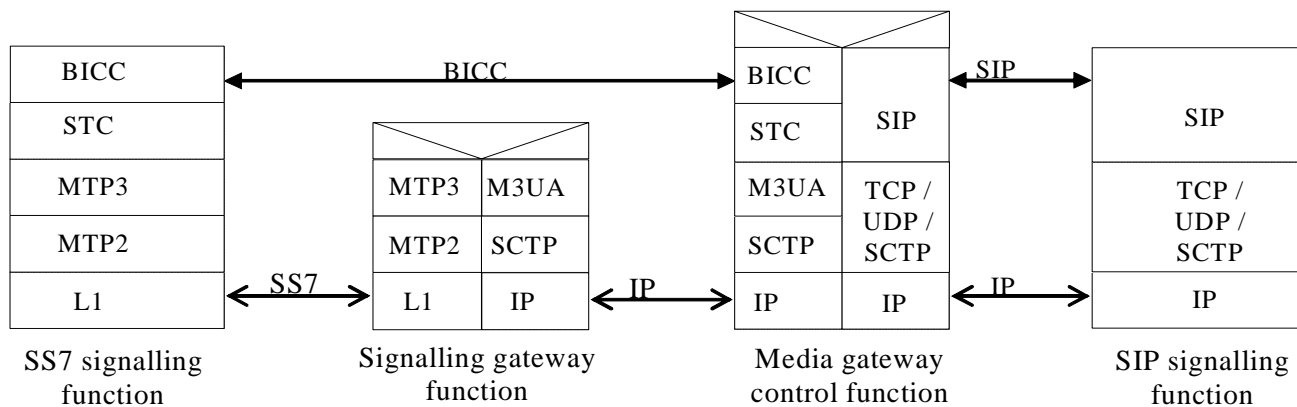 BICC
STC
MTP3
MTP2
L1
SS7 signalling
function
BICC
SS7
MTP3
M3UA
MTP2
SCTP
L1
IP
Signalling gateway
function
IP
BICC
STC
M3UA
SCTP
IP
SIP
TCP /
UDP /
SCTP
IP
Media gateway
control function
SIP
IP
SIP
TCP /
UDP /
SCTP
IP
SIP signalling
function